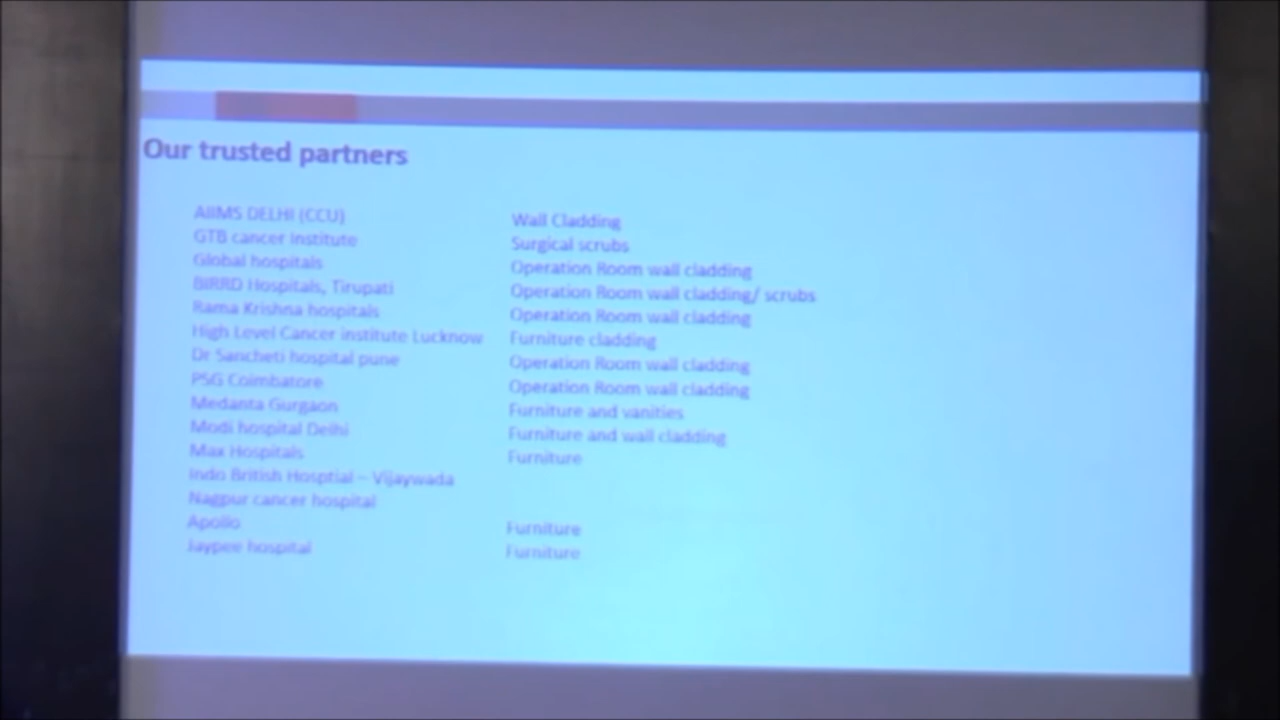 Our trusted partners
AIIMS DELHI (CCU) Wall Cladding
GTB cancer Institute Surgical scrubs
Global hospitals Operation Room wall cladding
BIRRD Hospitals, Tirupati Operation Room wall cladding/ scrubs
Rama Krishna hospitals Operation Room wall cladding
High Level Cancer institute Lucknow Furniture cladding
Dr Sancheti hospital pune Operation Room wall cladding
PSG Coimbatore Operation Room wall cladding
Medanta Gurgaon Furniture and vanities
Modi hospital Delhi Furniture and wall cladding
Max Hospitals Furniture
Indo British Hosptial – Vijaywada
Nagpur cancer hospital
Apollo Furniture
Jaypee hospital Furniture